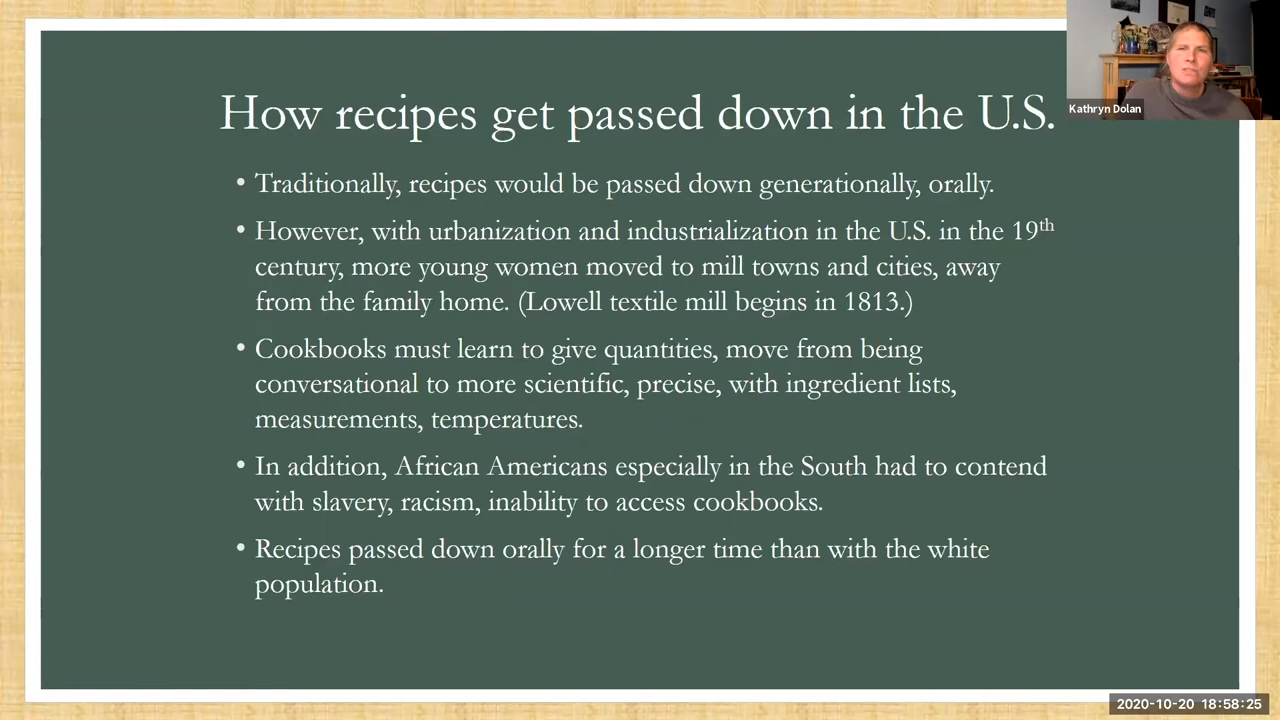 How recipes get passed down in the U.S.
Kathryn Dolan
• Traditionally, recipes would be passed down generationally, orally.
• However, with urbanization and industrialization in the U.S. in the 19th
century, more young women moved to mill towns and cities, away
from the family home. (Lowell textile mill begins in 1813.)
• Cookbooks must learn to give quantities, move from being
conversational to more scientific, precise, with ingredient lists,
measurements, temperatures.
• In addition, African Americans especially in the South had to contend
with slavery, racism, inability to access cookbooks.
• Recipes passed down orally for a longer time than with the white
population.
2020-10-20 18:58:25